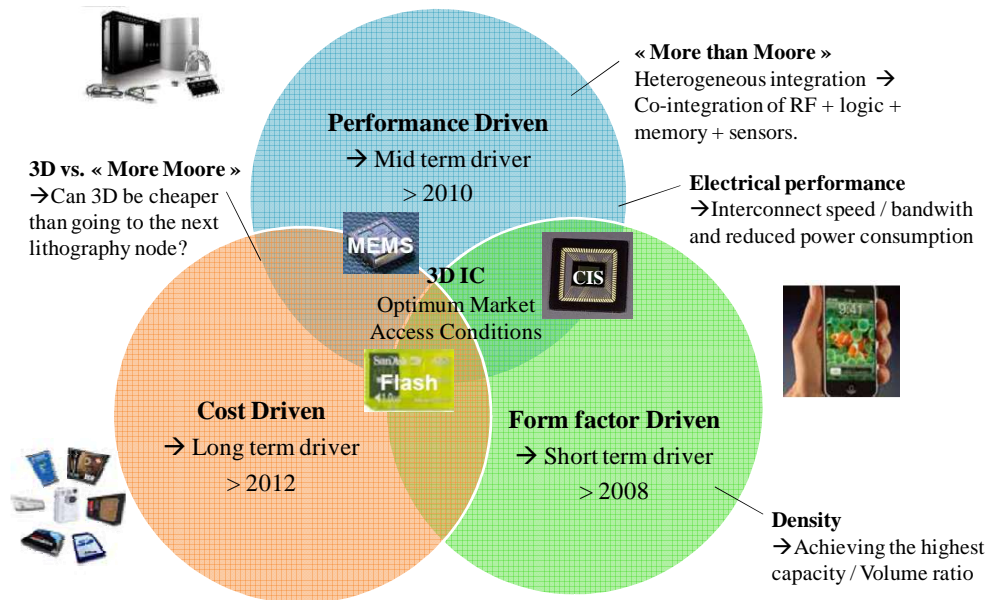 « More than Moore »
Heterogeneous integration →
Co-integration of RF + logic +
memory + sensors.
Performance Driven
→ Mid term driver
> 2010
3D vs. « More Moore »
→Can 3D be cheaper
than going to the next
lithography node?
Electrical performance
→Interconnect speed / bandwith
and reduced power consumption
MEMS
3D IC
Optimum Market
Access Conditions
CIS
9:41
SanDisk
Flash
Cost Driven
→ Long term driver
> 2012
Form factor Driven
→ Short term driver
> 2008
Density
→Achieving the highest
capacity / Volume ratio